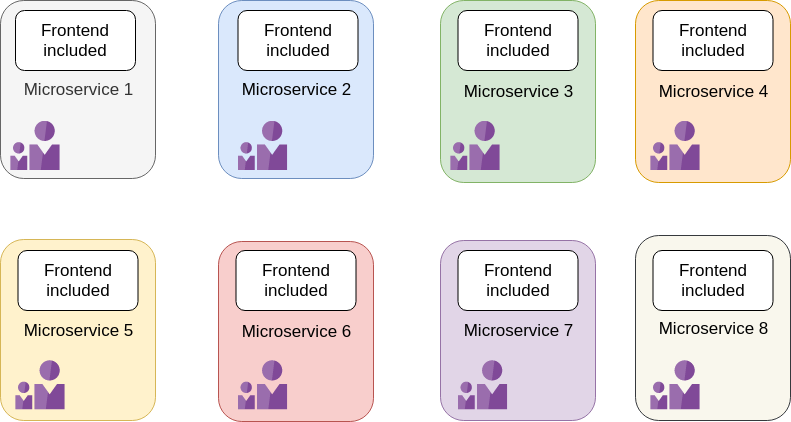 Frontend
included
Microservice 1
Frontend
included
Microservice 2
Frontend
included
Microservice 3
Frontend
included
Microservice 4
Frontend
included
Microservice 5
Frontend
included
Microservice 6
Frontend
included
Microservice 7
Frontend
included
Microservice 8